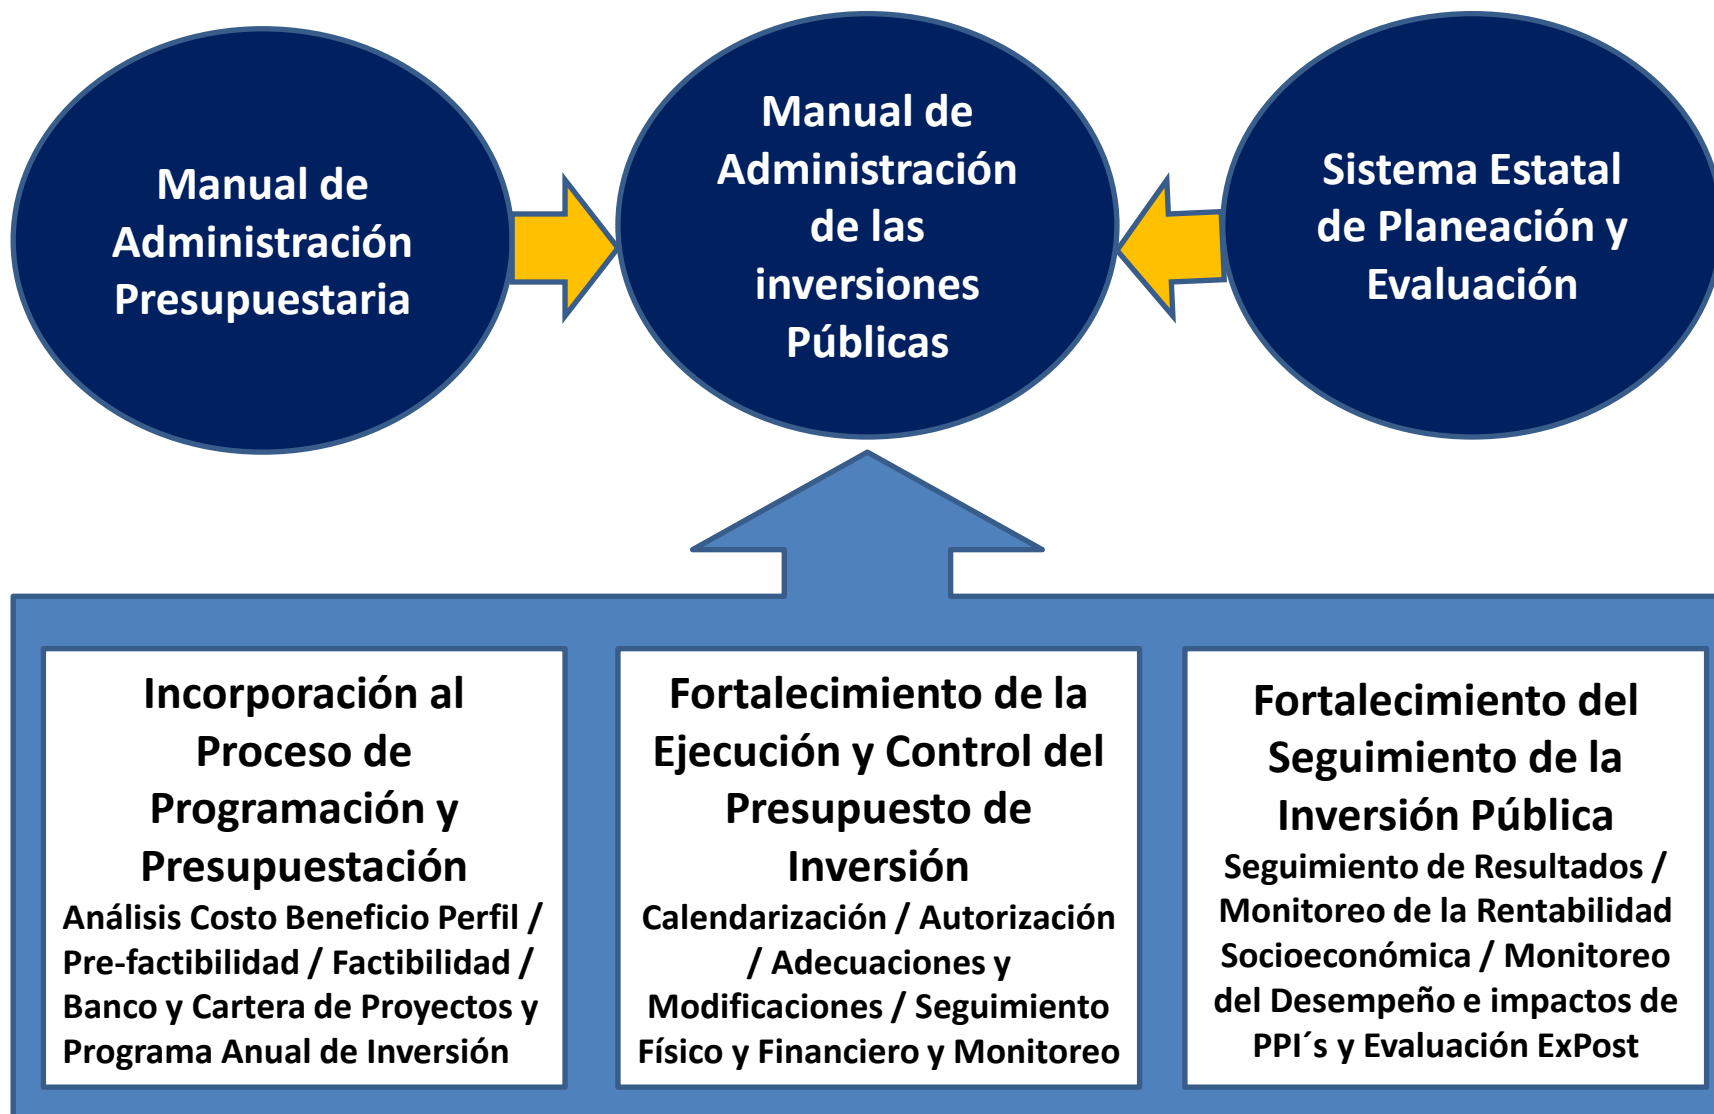 Manual de
Administración
Presupuestaria
Manual de
Administración
de las
inversiones
Públicas
Sistema Estatal
de Planeación y
Evaluación
Incorporación al
Proceso de
Programación y
Presupuestación
Análisis Costo Beneficio Perfil /
Pre-factibilidad / Factibilidad /
Banco y Cartera de Proyectos y
Programa Anual de Inversión
Fortalecimiento de la
Ejecución y Control del
Presupuesto de
Inversión
Calendarización / Autorización
/ Adecuaciones y
Modificaciones / Seguimiento
Físico y Financiero y Monitoreo
Fortalecimiento del
Seguimiento de la
Inversión Pública
Seguimiento de Resultados /
Monitoreo de la Rentabilidad
Socioeconómica / Monitoreo
del Desempeño e impactos de
PPI´s y Evaluación ExPost